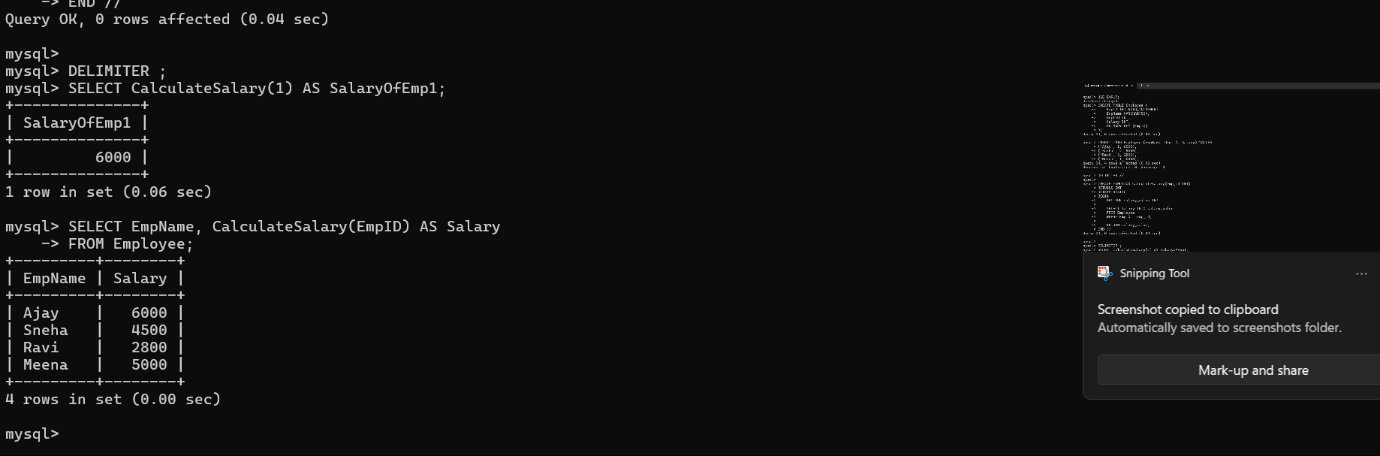 -> END //
Query OK, 0 rows affected (0.04 sec)

mysql>
mysql> DELIMITER ;
mysql> SELECT CalculateSalary(1) AS SalaryOfEmp1;
+--------------+
| SalaryOfEmp1 |
+--------------+
|         6000 |
+--------------+
1 row in set (0.06 sec)

mysql> SELECT EmpName, CalculateSalary(EmpID) AS Salary
    -> FROM Employee;
+---------+--------+
| EmpName | Salary |
+---------+--------+
| Ajay    |   6000 |
| Sneha   |   4500 |
| Ravi    |   2800 |
| Meena   |   5000 |
+---------+--------+
4 rows in set (0.00 sec)

mysql>
Snipping Tool
...
Screenshot copied to clipboard
Automatically saved to screenshots folder.
Mark-up and share